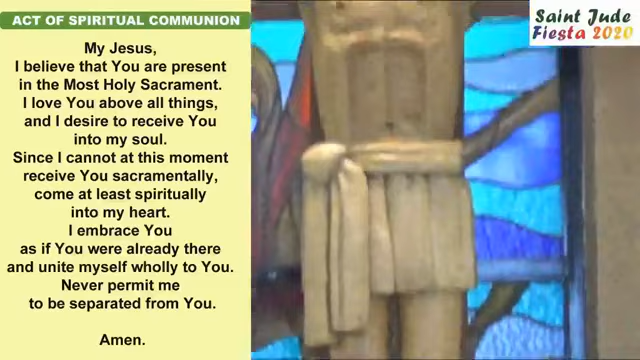 ACT OF SPIRITUAL COMMUNION
Saint Jude
Fiesta 2020
My Jesus,
I believe that You are present
in the Most Holy Sacrament.
I love You above all things,
and I desire to receive You
into my soul.
Since I cannot at this moment
receive You sacramentally,
come at least spiritually
into my heart.
I embrace You
as if You were already there
and unite myself wholly to You.
Never permit me
to be separated from You.
Amen.